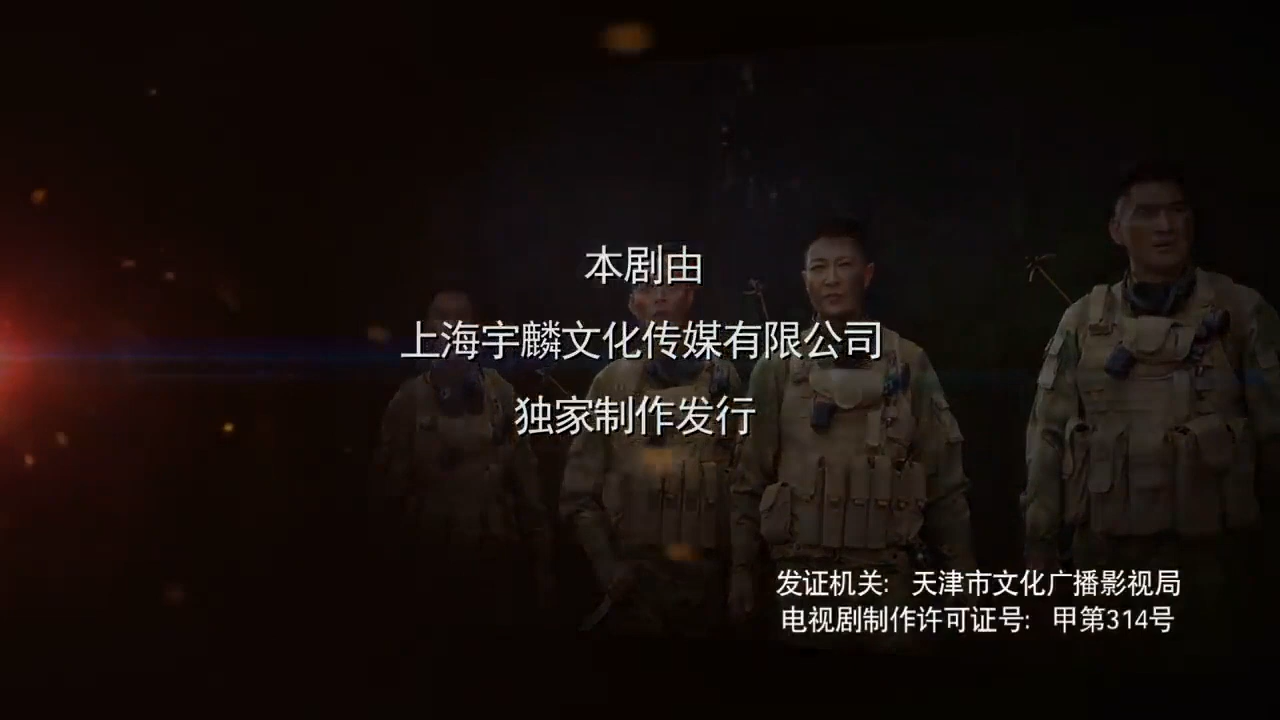 本剧由
上海宇麟文化传媒有限公司
独家制作发行
发证机关: 天津市文化广播影视局
电视剧制作许可证号: 甲第314号